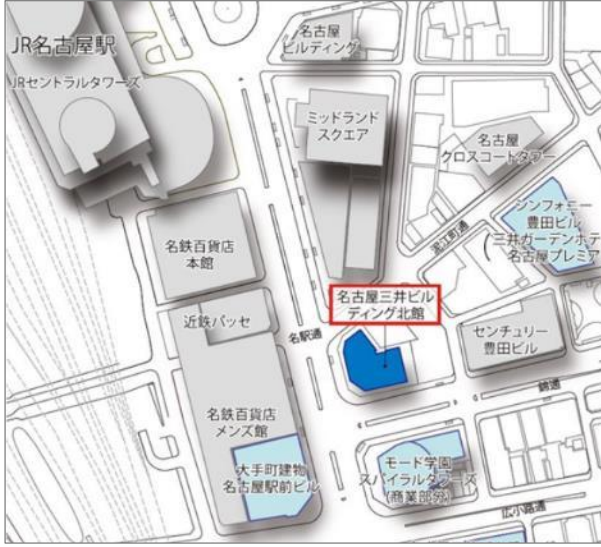 JR名古屋駅
JRセントラルタワーズ
名古屋
ビルディング
ミッドランド
スクエア
名古屋
クロスコートタワー
シンフォニー
豊田ビル
三井ガーデンホテ
名古屋プレミア
泥江町通
名鉄百貨店
本館
近鉄パッセ
名駅通
名古屋三井ビル
ディング北館
センチュリー
豊田ビル
錦通
名鉄百貨店
メンズ館
大手町建物
名古屋駅前ビル
モード学園
スパイラルタワーズ
(商業部分)
広小路通